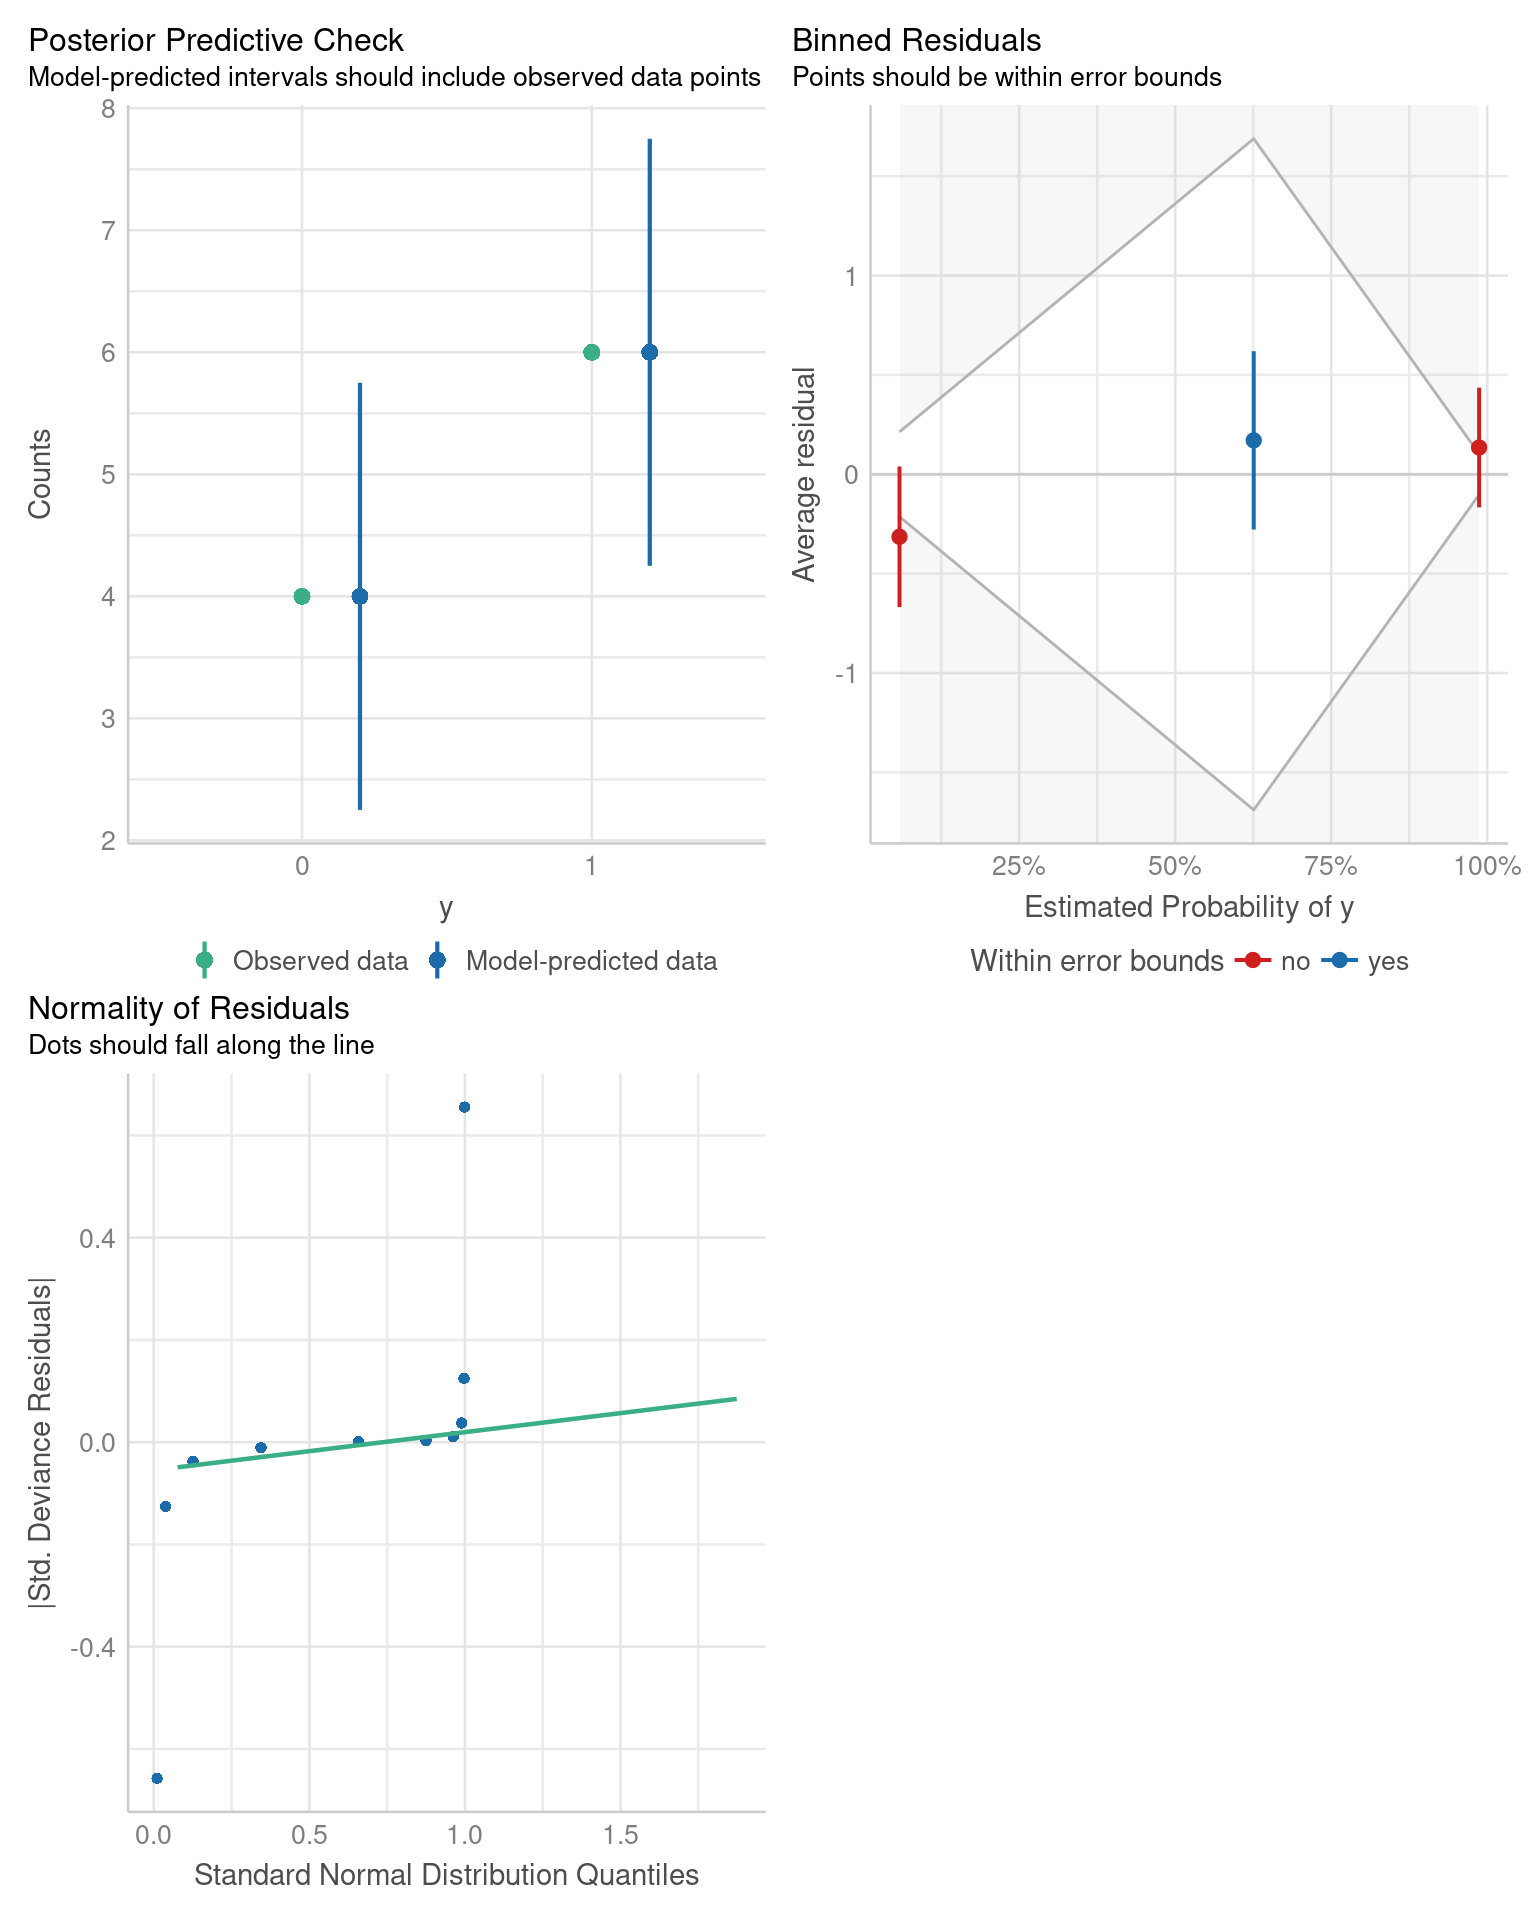 Posterior Predictive Check
Model-predicted intervals should include observed data points
8
7
6
5
4
3
2
Counts
0 1
y
Observed data Model-predicted data
Binned Residuals
Points should be within error bounds
1
0
-1
Average residual
25% 50% 75% 100%
Estimated Probability of y
Within error bounds no yes
Normality of Residuals
Dots should fall along the line
0.4
0.0
-0.4
|Std. Deviance Residuals|
0.0 0.5 1.0 1.5
Standard Normal Distribution Quantiles